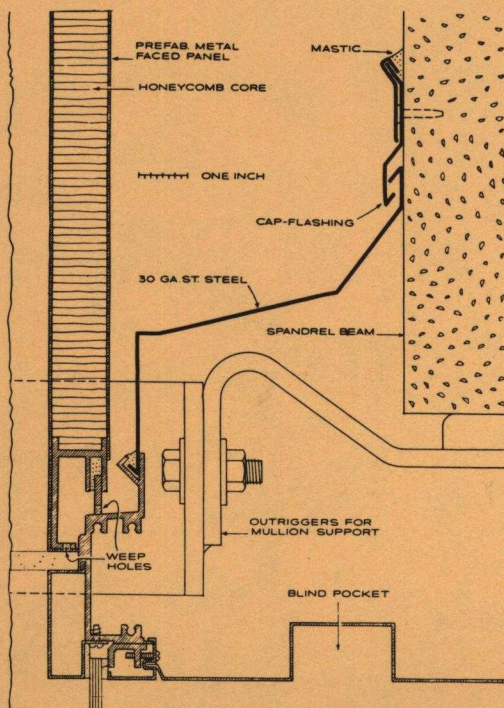 PREFAB. METAL
FACED PANEL
MASTIC
HONEYCOMB CORE
ONE INCH
CAP-FLASHING
30 GA. ST. STEEL
SPANDREL BEAM
OUTRIGGERS FOR
MULLION SUPPORT
WEEP
HOLES
BLIND POCKET